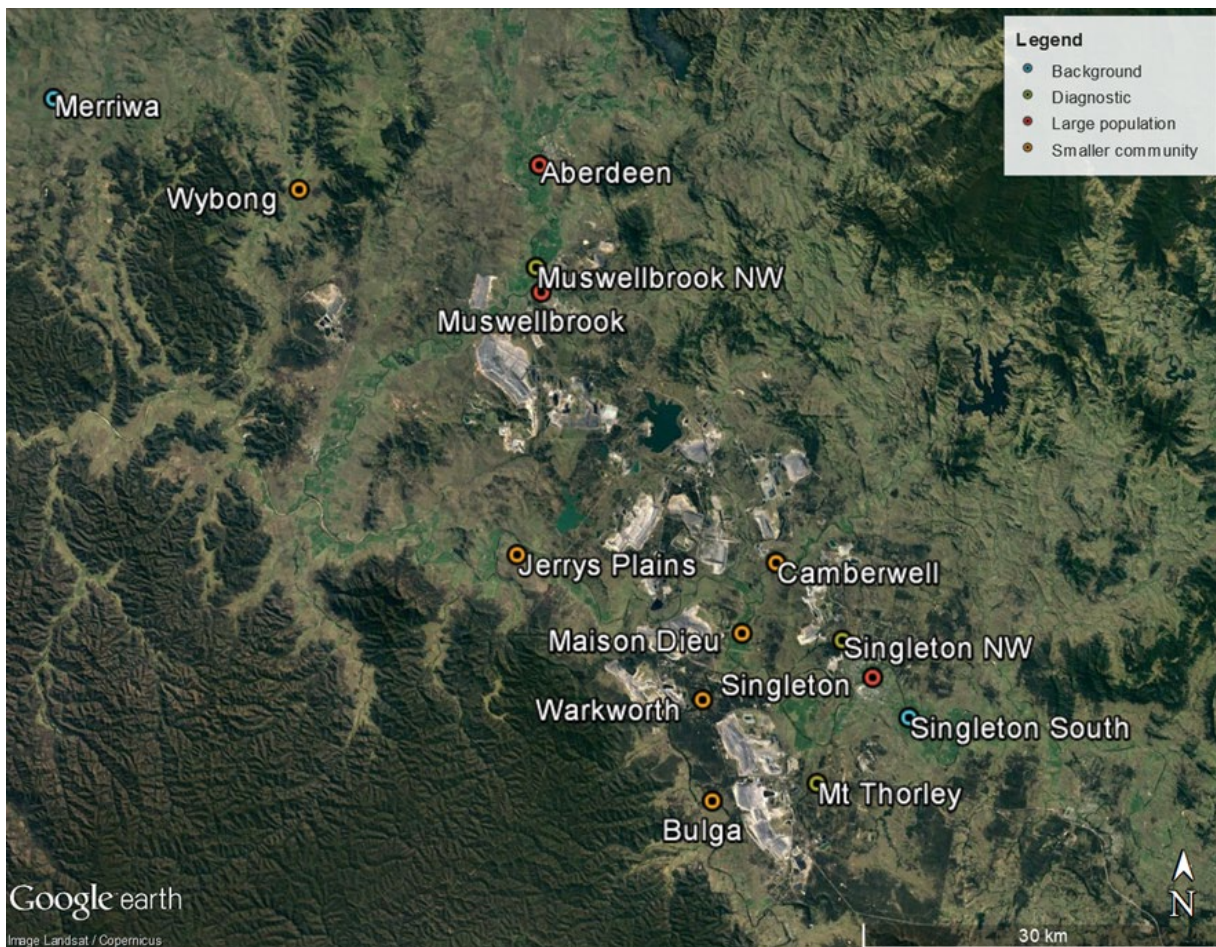 Legend
Background
Diagnostic
Large population
Smaller community
Merriwa
Aberdeen
Wybong
Muswellbrook NW
Muswellbrook
Jerrys Plains
Camberwell
Maison Dieu
Singleton NW
Singleton
Warkworth
Singleton South
Mt Thorley
Bulga
Google earth
N
Image Landsat / Copernicus
30 km